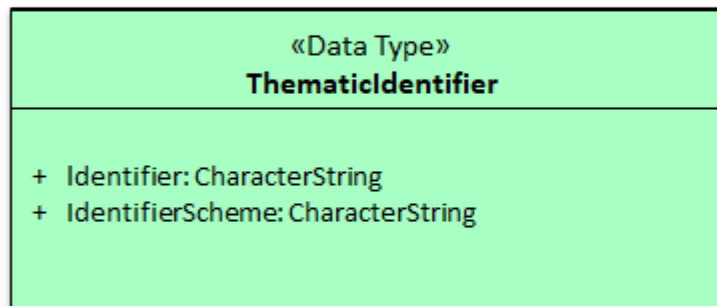 «Data Type»
ThematicIdentifier
+ Identifier: CharacterString
+ IdentifierScheme: CharacterString